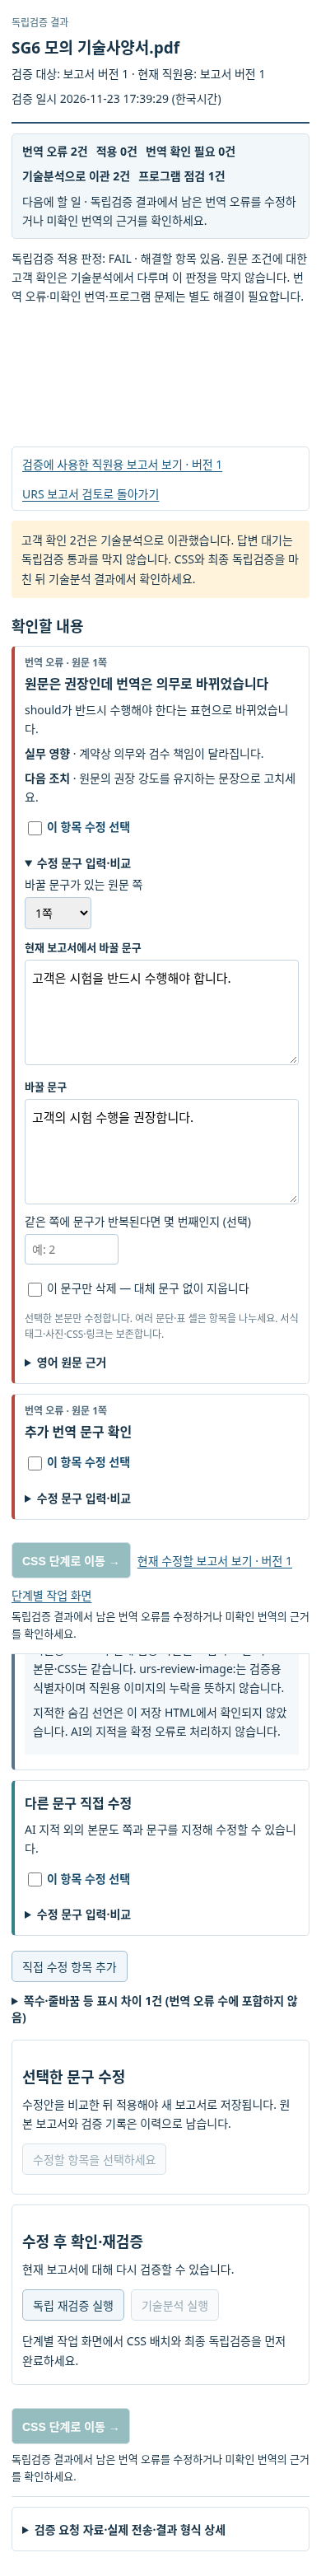 독립검증 결과
SG6 모의 기술사양서.pdf
검증 대상: 보고서 버전 1 · 현재 직원용: 보고서 버전 1
검증 일시 2026-11-23 17:39:29 (한국시간)
번역 오류 2건 적용 0건 번역 확인 필요 0건
기술분석으로 이관 2건 프로그램 점검 1건
다음에 할 일 · 독립검증 결과에서 남은 번역 오류를 수정하
거나 미확인 번역의 근거를 확인하세요.
독립검증 적용 판정: FAIL · 해결할 항목 있음. 원문 조건에 대한
고객 확인은 기술분석에서 다루며 이 판정을 막지 않습니다. 번
역 오류·미확인 번역·프로그램 문제는 별도 해결이 필요합니다.
검증에 사용한 직원용 보고서 보기 · 버전 1
URS 보고서 검토로 돌아가기
고객 확인 2건은 기술분석으로 이관했습니다. 답변 대기는
독립검증 통과를 막지 않습니다. CSS와 최종 독립검증을 마
친 뒤 기술분석 결과에서 확인하세요.
확인할 내용
번역 오류 · 원문 1쪽
원문은 권장인데 번역은 의무로 바뀌었습니다
should가 반드시 수행해야 한다는 표현으로 바뀌었습니
다.
실무 영향 · 계약상 의무와 검수 책임이 달라집니다.
다음 조치 · 원문의 권장 강도를 유지하는 문장으로 고치세
요.
이 항목 수정 선택
▼ 수정 문구 입력·비교
바꿀 문구가 있는 원문 쪽
1쪽
현재 보고서에서 바꿀 문구
고객은 시험을 반드시 수행해야 합니다.
바꿀 문구
고객의 시험 수행을 권장합니다.
같은 쪽에 문구가 반복된다면 몇 번째인지 (선택)
예: 2
이 문구만 삭제 — 대체 문구 없이 지웁니다
선택한 본문만 수정합니다. 여러 문단·표 셀은 항목을 나누세요. 서식
태그·사진·CSS·링크는 보존합니다.
▶ 영어 원문 근거
번역 오류 · 원문 1쪽
추가 번역 문구 확인
이 항목 수정 선택
▶ 수정 문구 입력·비교
CSS 단계로 이동 → 현재 수정할 보고서 보기 · 버전 1
단계별 작업 화면
독립검증 결과에서 남은 번역 오류를 수정하거나 미확인 번역의 근거
를 확인하세요.
본문·CSS는 같습니다. urs-review-image:는 검증용
식별자이며 직원용 이미지의 누락을 뜻하지 않습니다.
지적한 숨김 선언은 이 저장 HTML에서 확인되지 않았
습니다. AI의 지적을 확정 오류로 처리하지 않습니다.
다른 문구 직접 수정
AI 지적 외의 본문도 쪽과 문구를 지정해 수정할 수 있습니
다.
이 항목 수정 선택
▶ 수정 문구 입력·비교
직접 수정 항목 추가
▶ 쪽수·줄바꿈 등 표시 차이 1건 (번역 오류 수에 포함하지 않
음)
선택한 문구 수정
수정안을 비교한 뒤 적용해야 새 보고서로 저장됩니다. 원
본 보고서와 검증 기록은 이력으로 남습니다.
수정할 항목을 선택하세요
수정 후 확인·재검증
현재 보고서에 대해 다시 검증할 수 있습니다.
독립 재검증 실행 기술분석 실행
단계별 작업 화면에서 CSS 배치와 최종 독립검증을 먼저
완료하세요.
CSS 단계로 이동 →
독립검증 결과에서 남은 번역 오류를 수정하거나 미확인 번역의 근거
를 확인하세요.
▶ 검증 요청 자료·실제 전송·결과 형식 상세